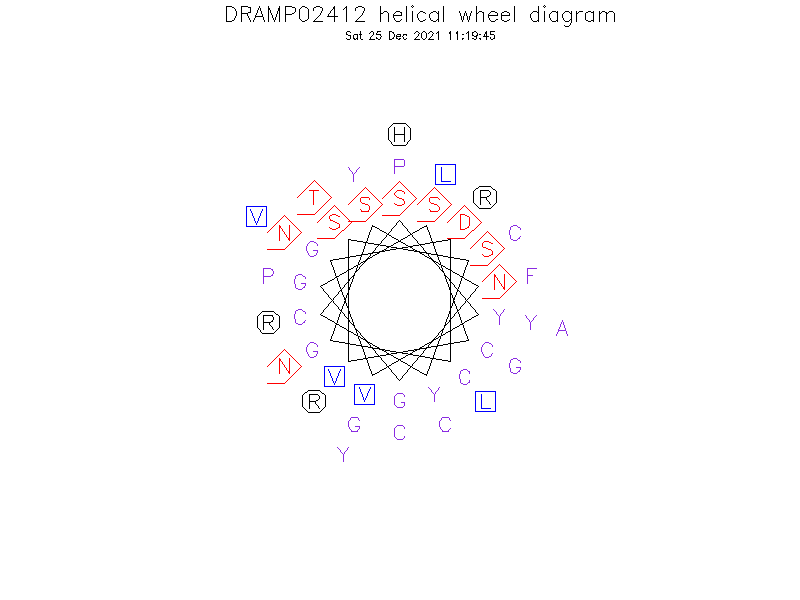 DRAMP02412 helical wheel diagram
Sat 25 Dec 2021 11:19:45
H
Y P L
T S S S S R
V N S D C
G S
P G N F
R C Y Y A
G C G
N V V C L
R G Y
G C C
Y